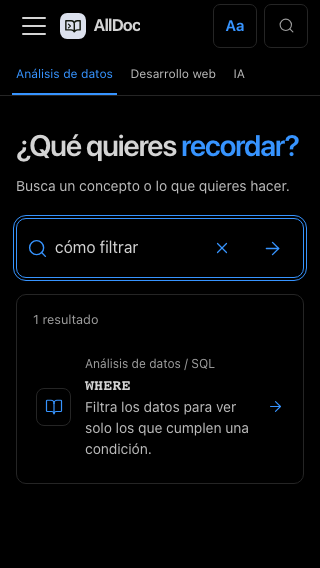 AllDoc
Aa
Análisis de datos
Desarrollo web
IA
¿Qué quieres recordar?
Busca un concepto o lo que quieres hacer.
cómo filtrar
1 resultado
Análisis de datos / SQL
WHERE
Filtra los datos para ver
solo los que cumplen una
condición.